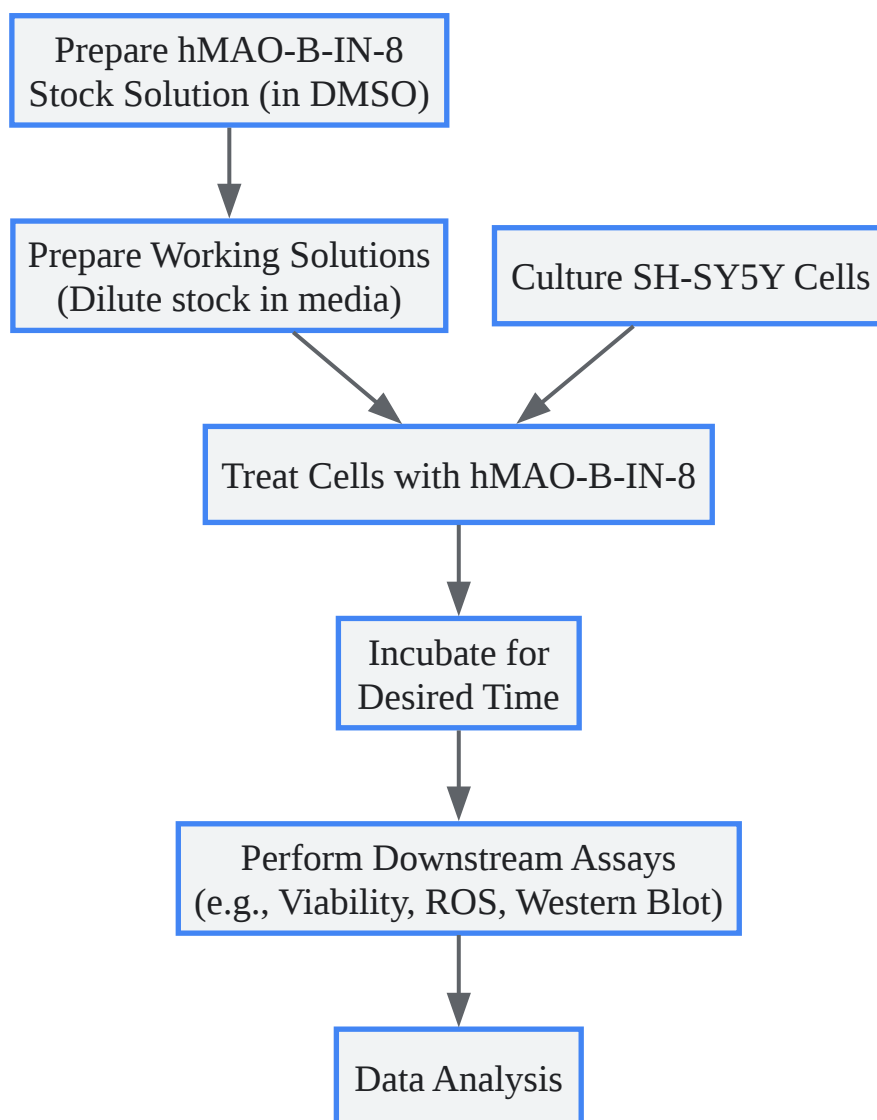 Prepare hMAO-B-IN-8
Stock Solution (in DMSO)
Prepare Working Solutions
(Dilute stock in media)
Culture SH-SY5Y Cells
Treat Cells with hMAO-B-IN-8
Incubate for
Desired Time
Perform Downstream Assays
(e.g., Viability, ROS, Western Blot)
Data Analysis